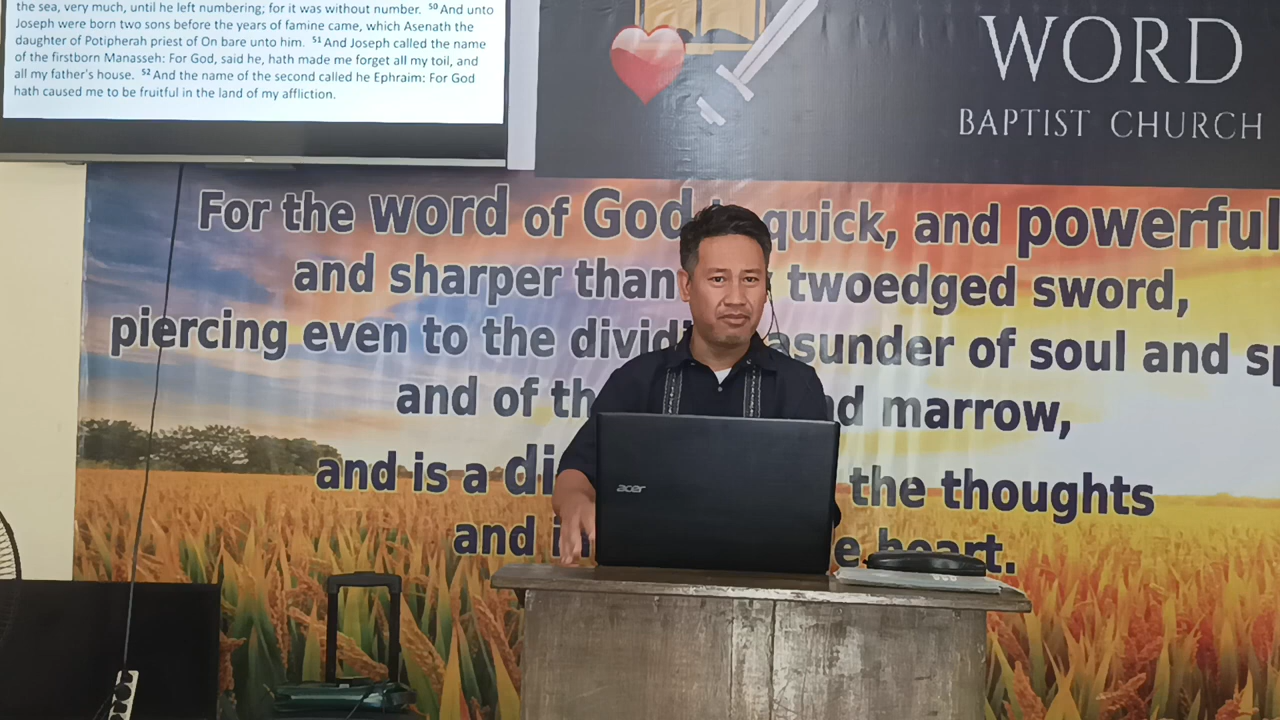 the sea, very much, until he left numbering; for it was without number. 50 And unto
Joseph were born two sons before the years of famine came, which Asenath the
daughter of Potipherah priest of On bare unto him. 51 And Joseph called the name
of the firstborn Manasseh: For God, said he, hath made me forget all my toil, and
all my father's house. 52 And the name of the second called he Ephraim: For God
hath caused me to be fruitful in the land of my affliction.
WORD
BAPTIST CHURCH
For the word of God quick, and powerful
and sharper than twoedged sword,
piercing even to the divid asunder of soul and sp
and of th d marrow,
and is a di the thoughts
and i e heart.
acer